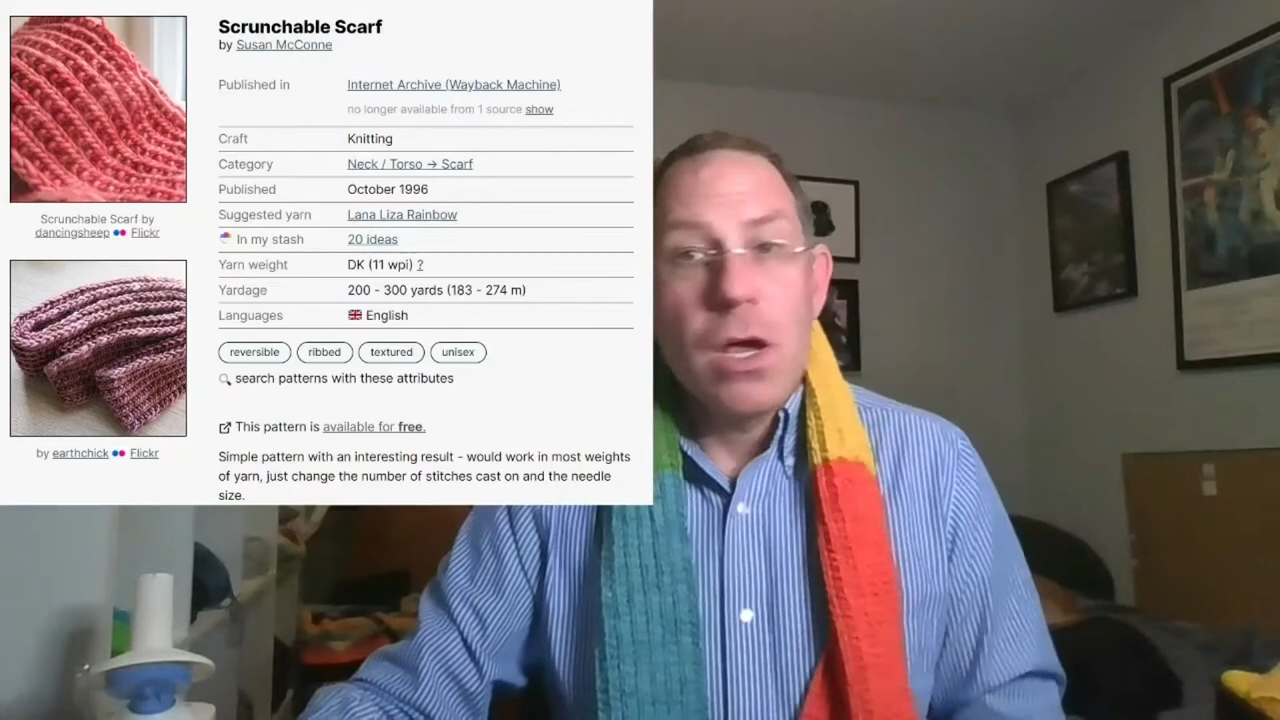 Scrunchable Scarf
by Susan McConne
Published in Internet Archive (Wayback Machine)
no longer available from 1 source show
Craft Knitting
Category Neck / Torso → Scarf
Published October 1996
Suggested yarn Lana Liza Rainbow
In my stash 20 ideas
Yarn weight DK (11 wpi) ?
Yardage 200 - 300 yards (183 - 274 m)
Languages English
reversible ribbed textured unisex
search patterns with these attributes
This pattern is available for free.
Simple pattern with an interesting result - would work in most weights
of yarn, just change the number of stitches cast on and the needle
size.
Scrunchable Scarf by
dancingsheep Flickr
by earthchick Flickr